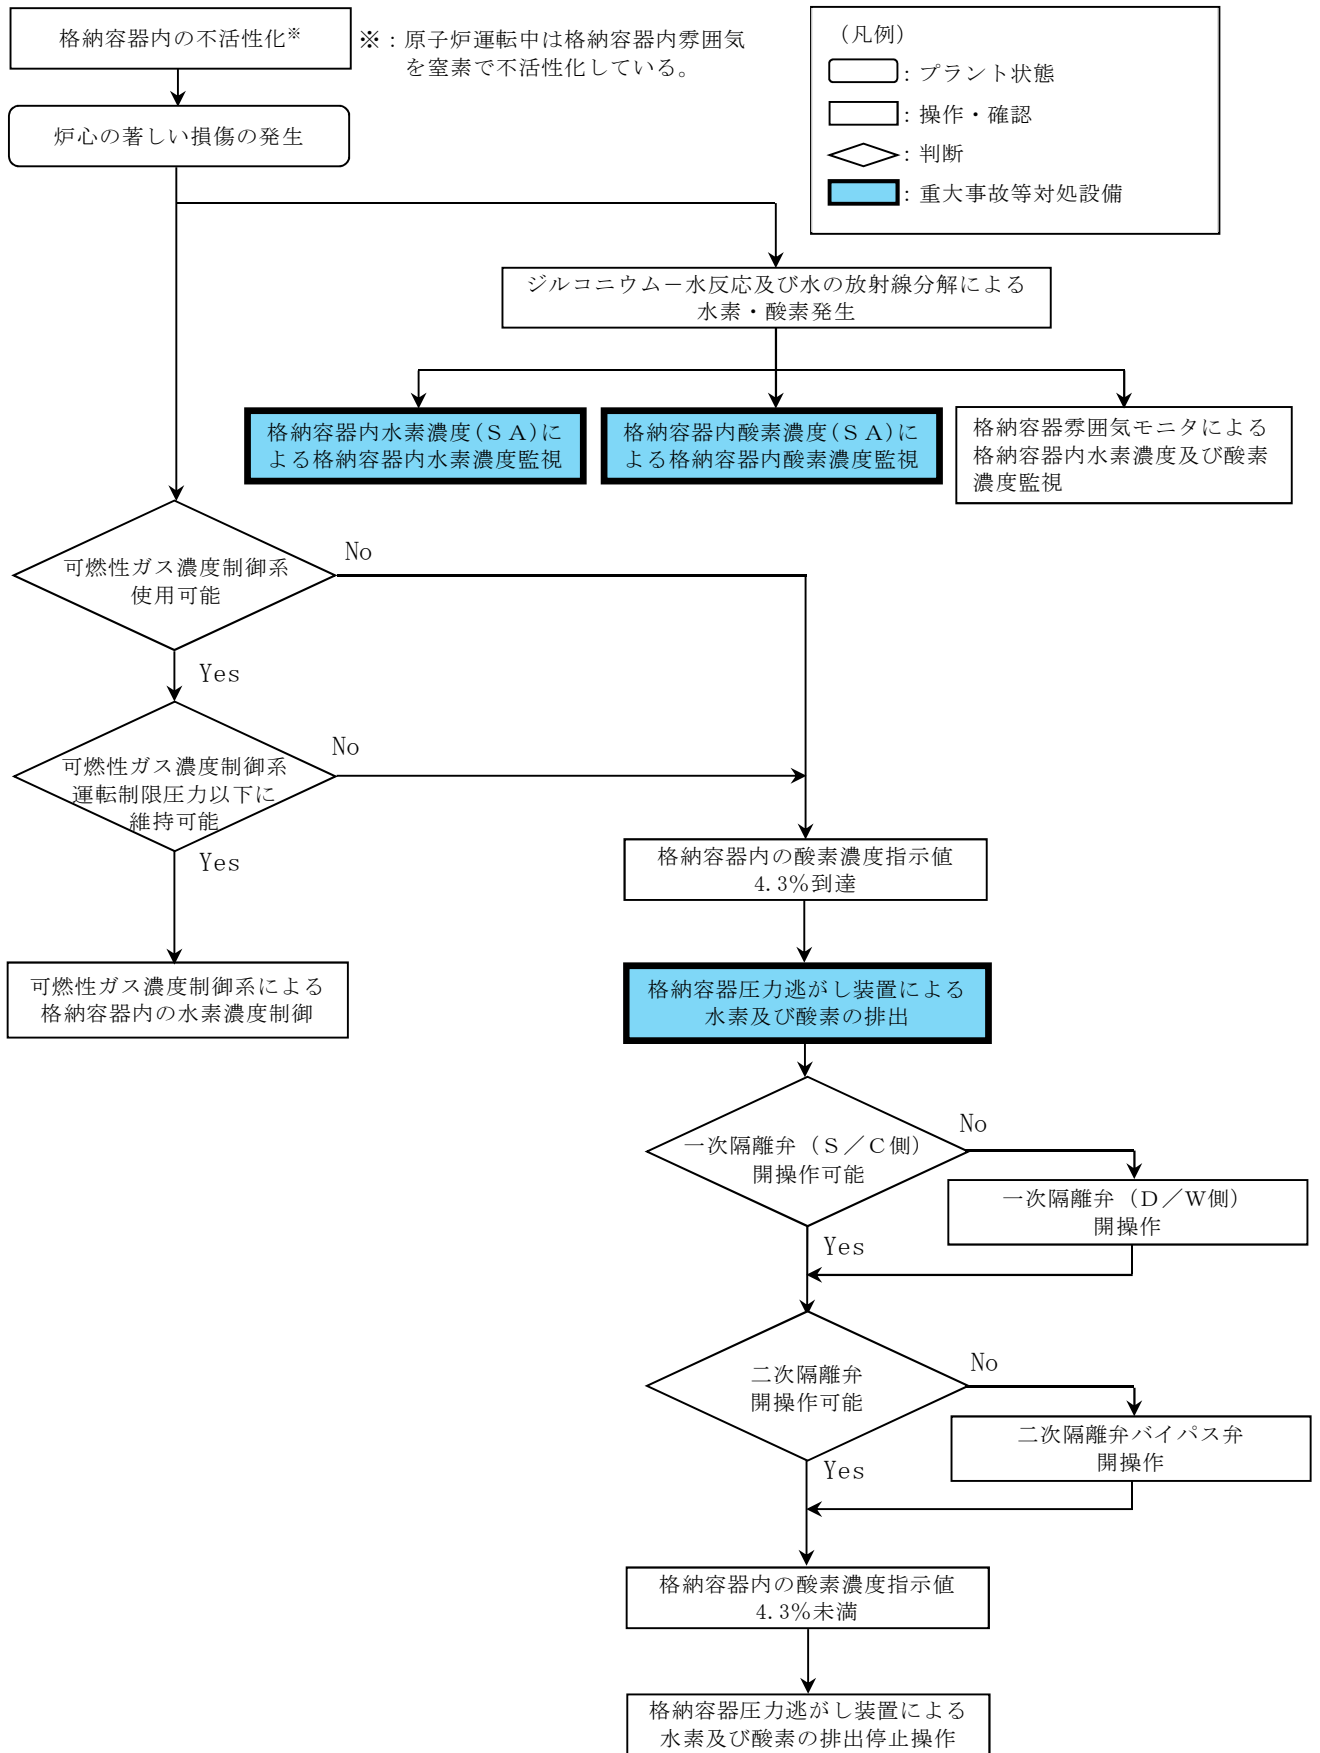 格納容器内の不活性化※
※：原子炉運転中は格納容器内雰囲気
を窒素で不活性化している。
（凡例）
：プラント状態
：操作・確認
：判断
：重大事故等対処設備
炉心の著しい損傷の発生
ジルコニウム－水反応及び水の放射線分解による
水素・酸素発生
格納容器内水素濃度(ＳＡ)に
よる格納容器内水素濃度監視
格納容器内酸素濃度(ＳＡ)に
よる格納容器内酸素濃度監視
格納容器雰囲気モニタによる
格納容器内水素濃度及び酸素
濃度監視
可燃性ガス濃度制御系
使用可能
No
Yes
可燃性ガス濃度制御系
運転制限圧力以下に
維持可能
No
Yes
格納容器内の酸素濃度指示値
4.3％到達
可燃性ガス濃度制御系による
格納容器内の水素濃度制御
格納容器圧力逃がし装置による
水素及び酸素の排出
一次隔離弁（Ｓ／Ｃ側）
開操作可能
No
Yes
一次隔離弁（Ｄ／Ｗ側）
開操作
二次隔離弁
開操作可能
No
Yes
二次隔離弁バイパス弁
開操作
格納容器内の酸素濃度指示値
4.3％未満
格納容器圧力逃がし装置による
水素及び酸素の排出停止操作